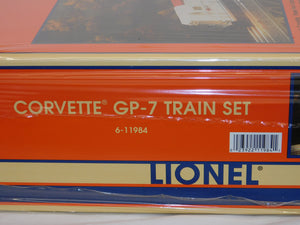 CORVETTE® GP-7 TRAIN SET
6-11984
LIONEL®